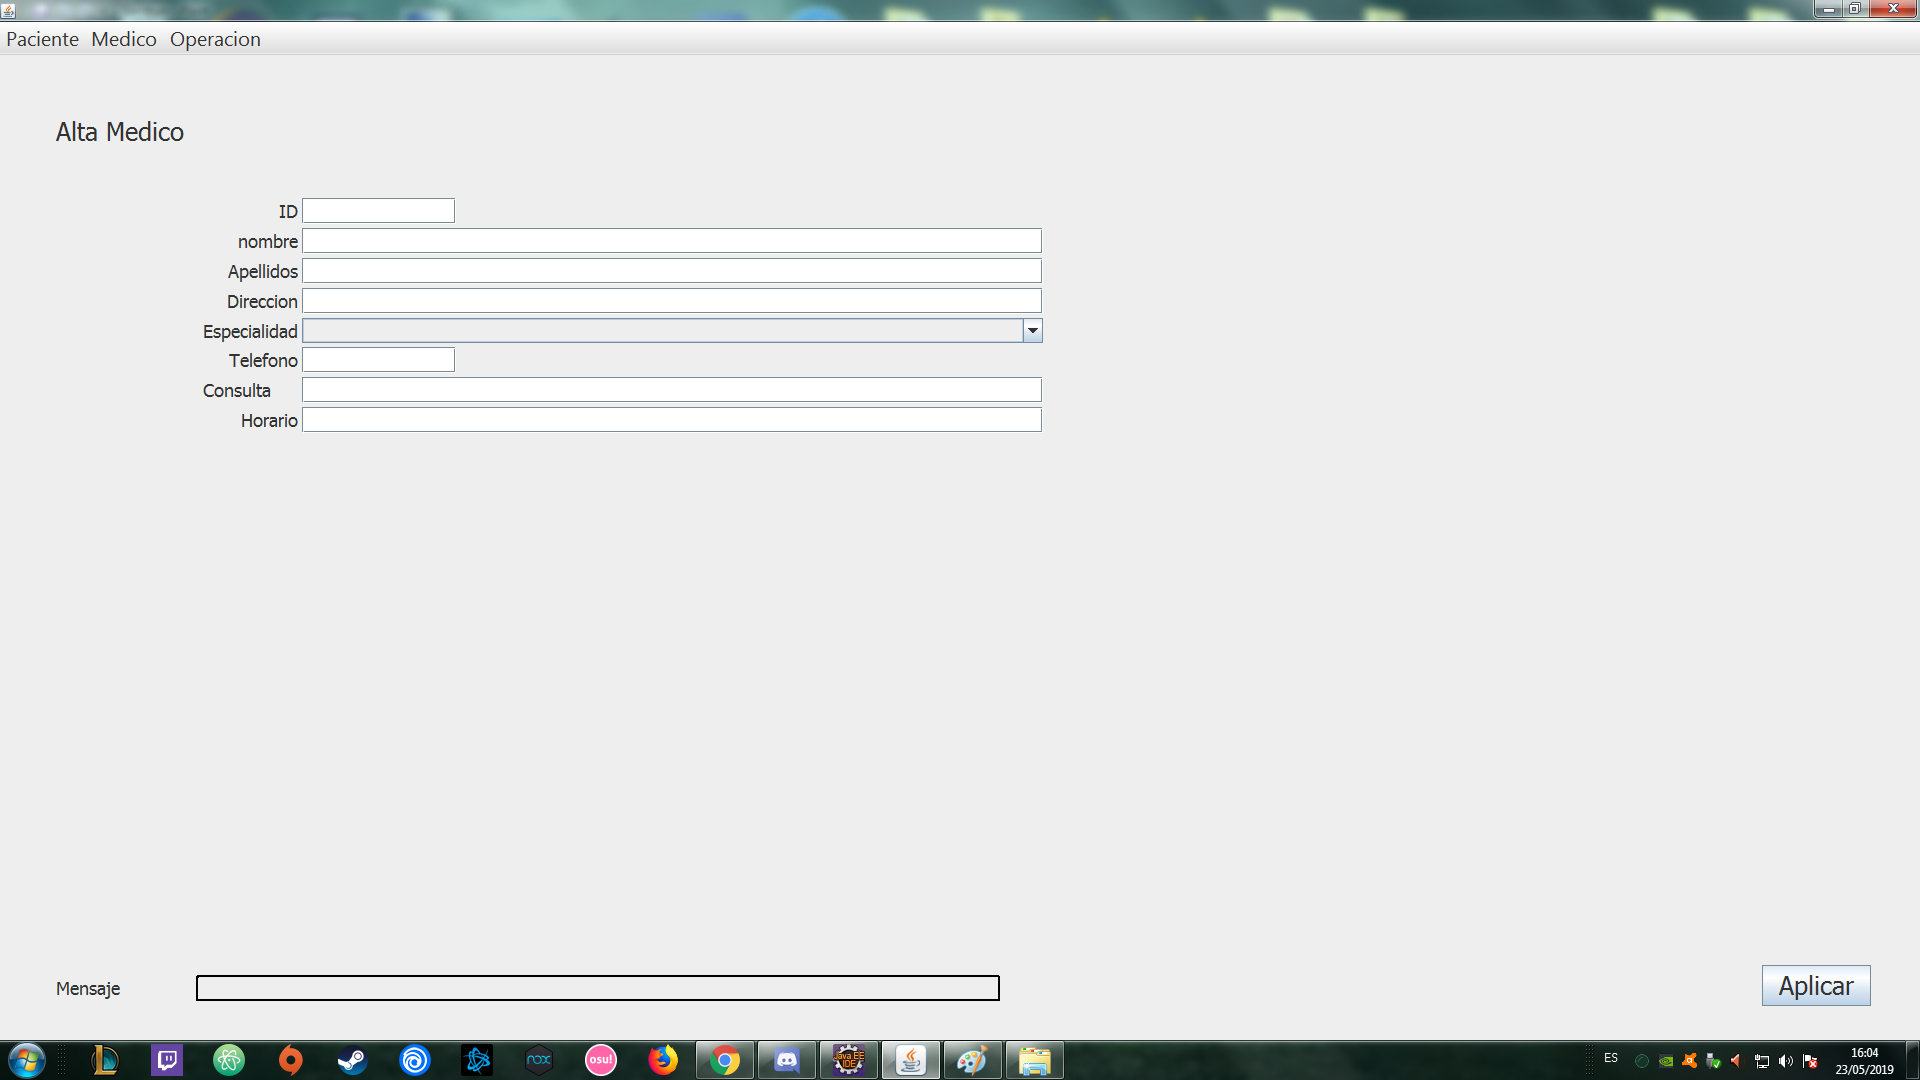 Paciente Medico Operacion
Alta Medico
ID
nombre
Apellidos
Direccion
Especialidad
Telefono
Consulta
Horario
Mensaje
Aplicar
nox
osu!
Java EE
IDE
ES
16:04
23/05/2019